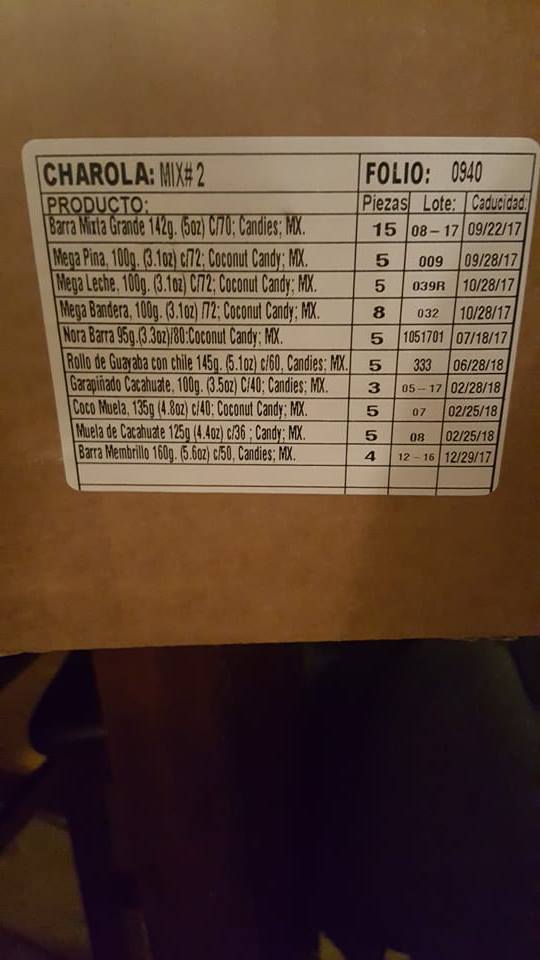 CHAROLA: MIX# 2 FOLIO: 0940
PRODUCTO: Piezas Lote: Caducidad:
Barra Mixta Grande 142g. (5oz) C/70; Candies; MX. 15 08-17 09/22/17
Mega Pina, 100g. (3.1oz) c/72; Coconut Candy; MX. 5 009 09/28/17
Mega Leche, 100g. (3.1oz) C/72; Coconut Candy; MX. 5 039R 10/28/17
Mega Bandera, 100g. (3.1oz) /72; Coconut Candy; MX. 8 032 10/28/17
Nora Barra 95g.(3.3oz)/80:Coconut Candy; MX. 5 1051701 07/18/17
Rollo de Guayaba con chile 145g. (5.1oz) c/60, Candies; MX. 5 333 06/28/18
Garapiñado Cacahuate, 100g. (3.5oz) C/40; Candies; MX. 3 05-17 02/28/18
Coco Muela, 135g (4.8oz) c/40; Coconut Candy; MX. 5 07 02/25/18
Muela de Cacahuate 125g (4.4oz) c/36 ; Candy; MX. 5 08 02/25/18
Barra Membrillo 160g. (5.6oz) c/50, Candies; MX. 4 12-16 12/29/17